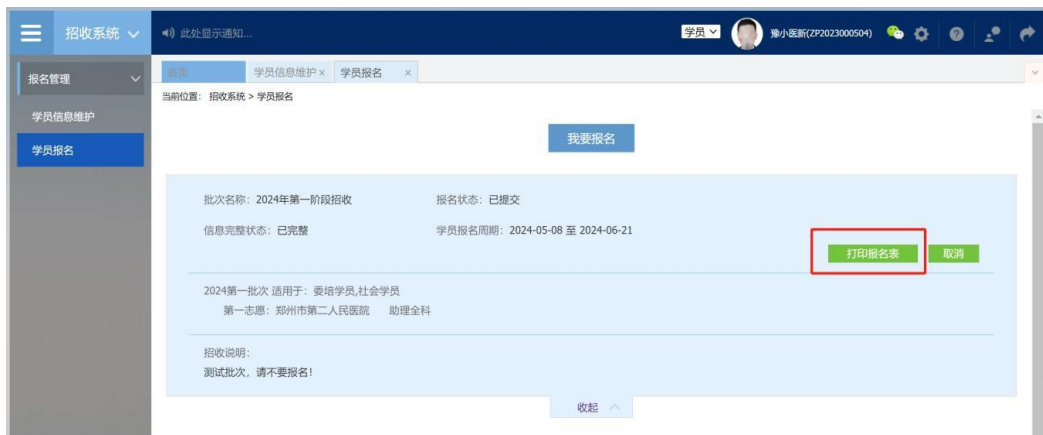 招收系统
此处显示通知...
学员
豫小医新(ZP2023000504)
报名管理
学员信息维护
学员报名
首页
学员信息维护×
学员报名 ×
当前位置： 招收系统 > 学员报名
我要报名
批次名称：2024年第一阶段招收
报名状态：已提交
信息完整状态：已完整
学员报名周期：2024-05-08 至 2024-06-21
打印报名表
取消
2024第一批次 适用于：委培学员,社会学员
第一志愿：郑州市第二人民医院 助理全科
招收说明：
测试批次，请不要报名！
收起